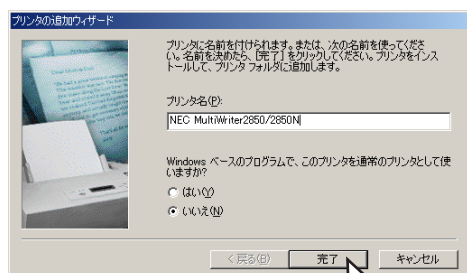 プリンタの追加ウィザード
プリンタに名前を付けられます。または、次の名前を使ってくださ
い。名前を決めたら、[完了] をクリックしてください。プリンタをインス
トールして、プリンタ フォルダに追加します。
プリンタ名(P):
NEC MultiWriter2850/2850N
Windows ベースのプログラムで、このプリンタを通常のプリンタとして使
いますか?
はい(Y)
いいえ(N)
< 戻る(B)
完了
キャンセル